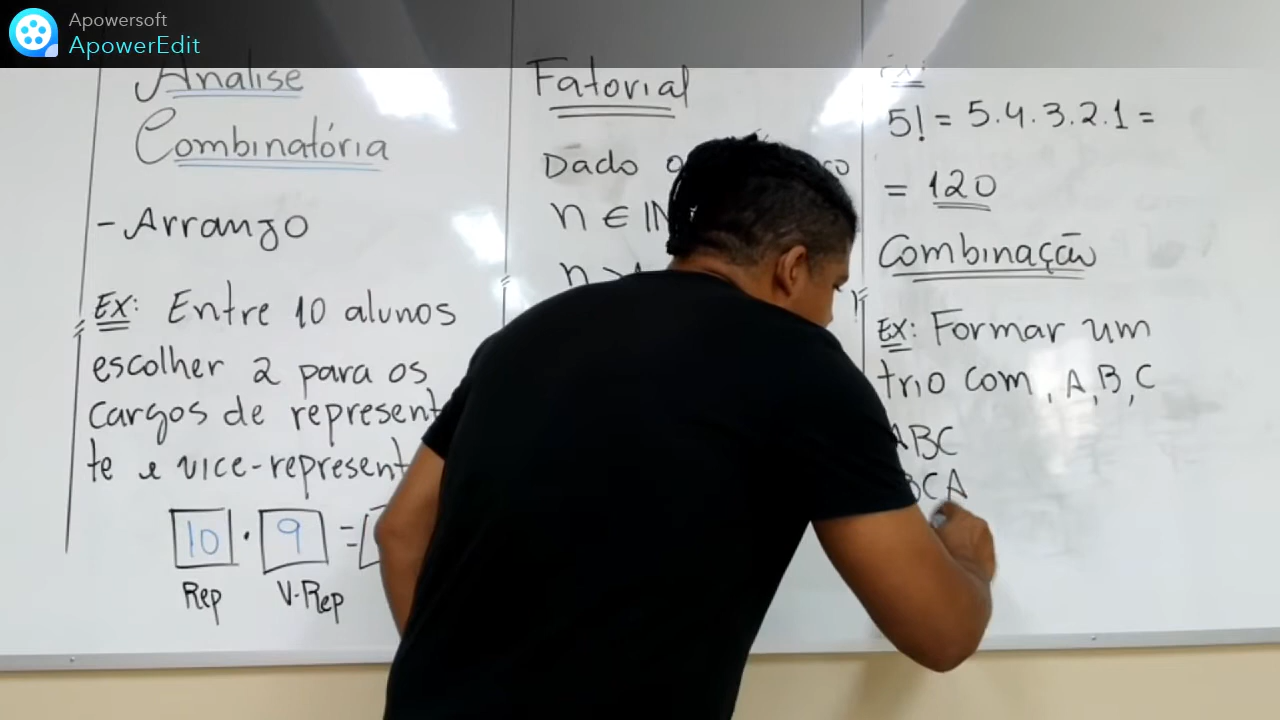 Apowersoft
ApowerEdit
Análise
Combinatória
- Arranjo
EX: Entre 10 alunos
escolher 2 para os
cargos de represent
te e vice-represent
10 . 9 =
Rep V-Rep
Fatorial
Dado
n ∈ IN
n
Ex:
5! = 5.4.3.2.1 =
= 120
Combinação
EX: Formar um
trio com, A, B, C
ABC
BCA